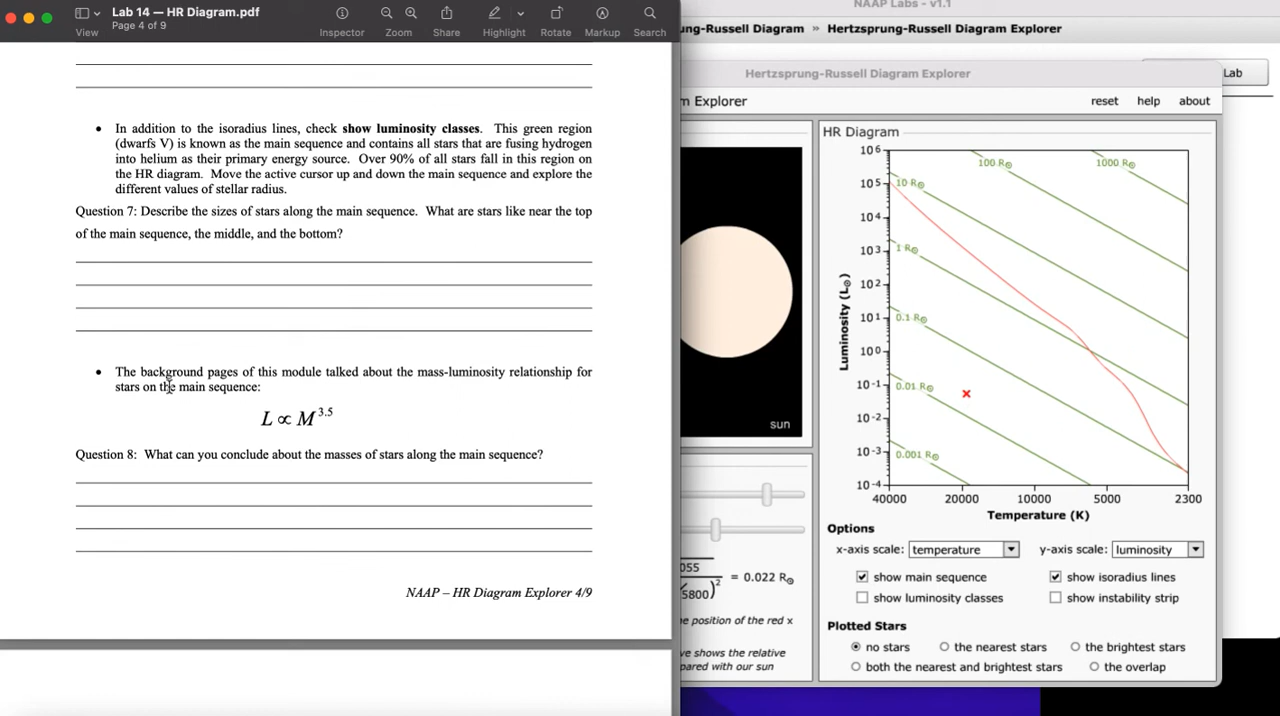 Lab 14 — HR Diagram.pdf
Page 4 of 9
View
Inspector
Zoom
Share
Highlight
Rotate
Markup
Search
• In addition to the isoradius lines, check show luminosity classes. This green region
(dwarfs V) is known as the main sequence and contains all stars that are fusing hydrogen
into helium as their primary energy source. Over 90% of all stars fall in this region on
the HR diagram. Move the active cursor up and down the main sequence and explore the
different values of stellar radius.
Question 7: Describe the sizes of stars along the main sequence. What are stars like near the top
of the main sequence, the middle, and the bottom?
• The background pages of this module talked about the mass-luminosity relationship for
stars on the main sequence:
L ∝ M^3.5
Question 8: What can you conclude about the masses of stars along the main sequence?
NAAP – HR Diagram Explorer 4/9
NAAP Labs - v1.1
ng-Russell Diagram » Hertzsprung-Russell Diagram Explorer
Lab
Hertzsprung-Russell Diagram Explorer
m Explorer
reset help about
sun
055
5800)²
= 0.022 R⊙
e position of the red x
ve shows the relative
pared with our sun
HR Diagram
10^6
10^5
10^4
10^3
10^2
10^1
10^0
10^-1
10^-2
10^-3
10^-4
Luminosity (L⊙)
100 R⊙
1000 R⊙
10 R⊙
1 R⊙
0.1 R⊙
0.01 R⊙
0.001 R⊙
40000 20000 10000 5000 2300
Temperature (K)
Options
x-axis scale: temperature y-axis scale: luminosity
show main sequence show isoradius lines
show luminosity classes show instability strip
Plotted Stars
no stars the nearest stars the brightest stars
both the nearest and brightest stars the overlap